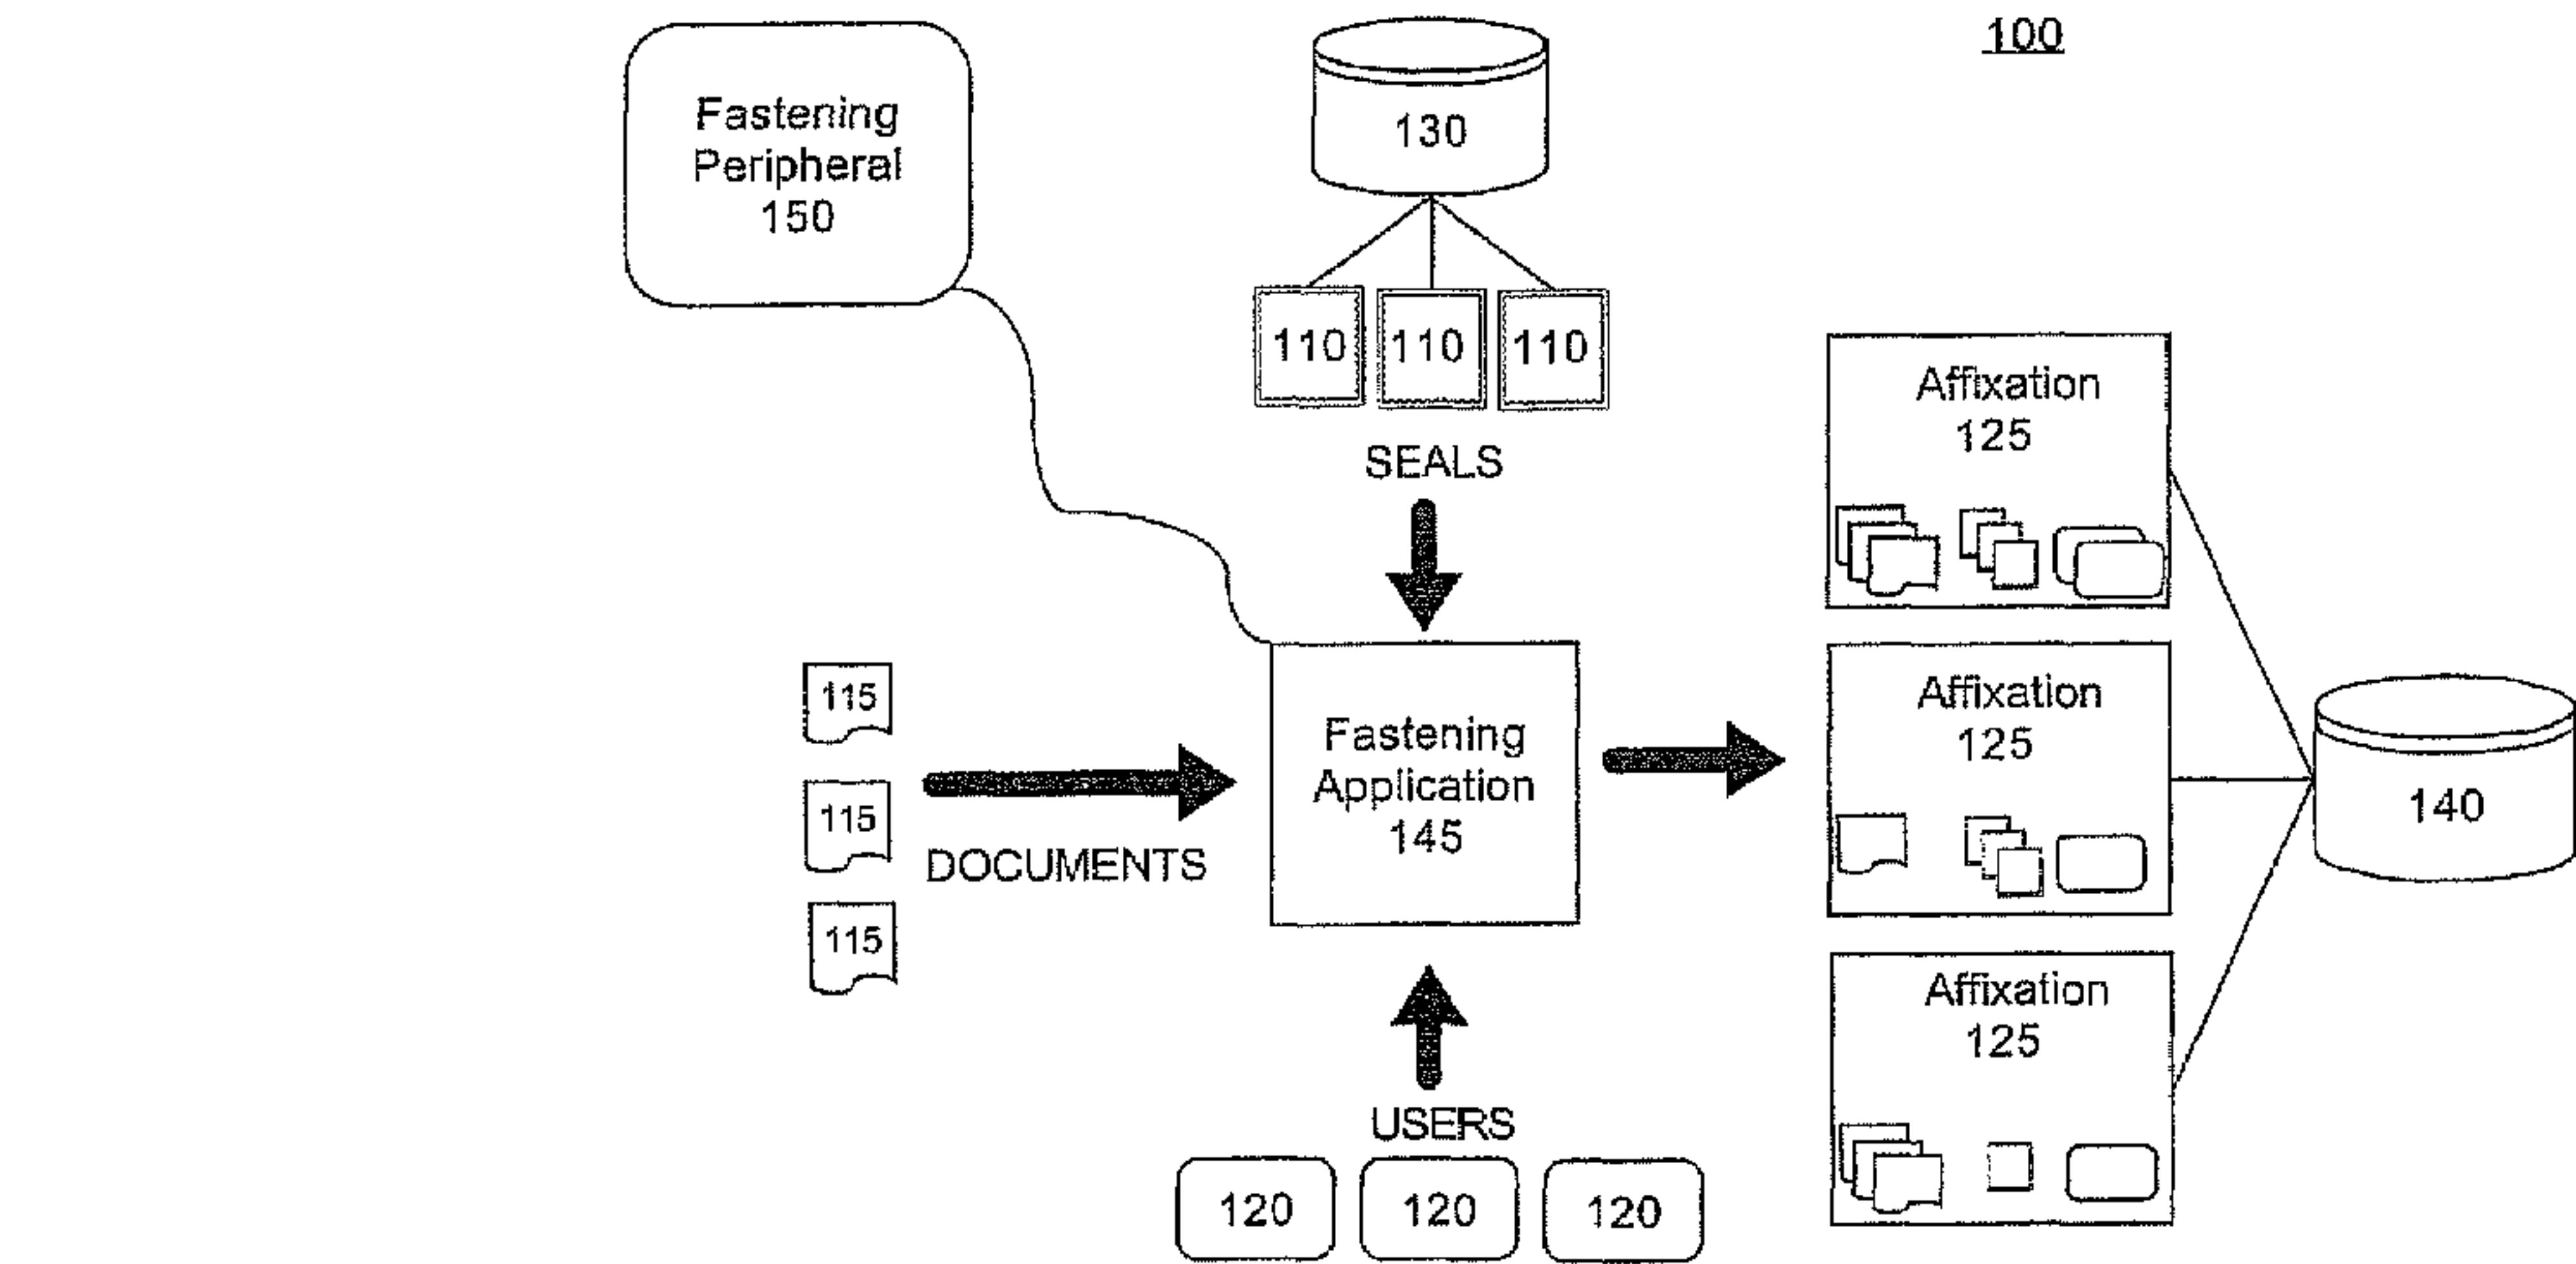 100
Fastening
Peripheral
150
130
110 110 110
SEALS
Affixation
125
115
115
115
DOCUMENTS
Fastening
Application
145
Affixation
125
140
USERS
120 120 120
Affixation
125